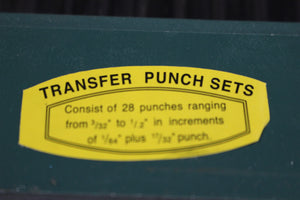 TRANSFER PUNCH SETS
Consist of 28 punches ranging
from 3/32" to 1/2" in increments
of 1/64" plus 17/32" punch.